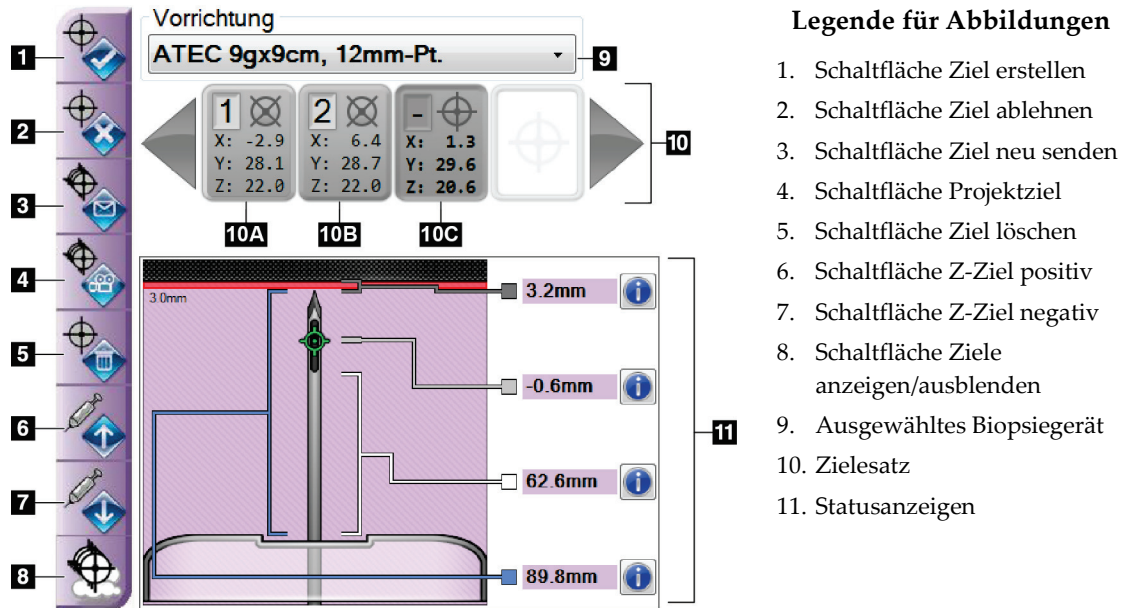 Vorrichtung
ATEC 9gx9cm, 12mm-Pt.
1
2
3
4
5
6
7
8
9
1
X: -2.9
Y: 28.1
Z: 22.0
2
X: 6.4
Y: 28.7
Z: 22.0
-
X: 1.3
Y: 29.6
Z: 20.6
10
10A
10B
10C
3.0mm
3.2mm
-0.6mm
62.6mm
89.8mm
11
Legende für Abbildungen
1. Schaltfläche Ziel erstellen
2. Schaltfläche Ziel ablehnen
3. Schaltfläche Ziel neu senden
4. Schaltfläche Projektziel
5. Schaltfläche Ziel löschen
6. Schaltfläche Z-Ziel positiv
7. Schaltfläche Z-Ziel negativ
8. Schaltfläche Ziele
anzeigen/ausblenden
9. Ausgewähltes Biopsiegerät
10. Zielesatz
11. Statusanzeigen